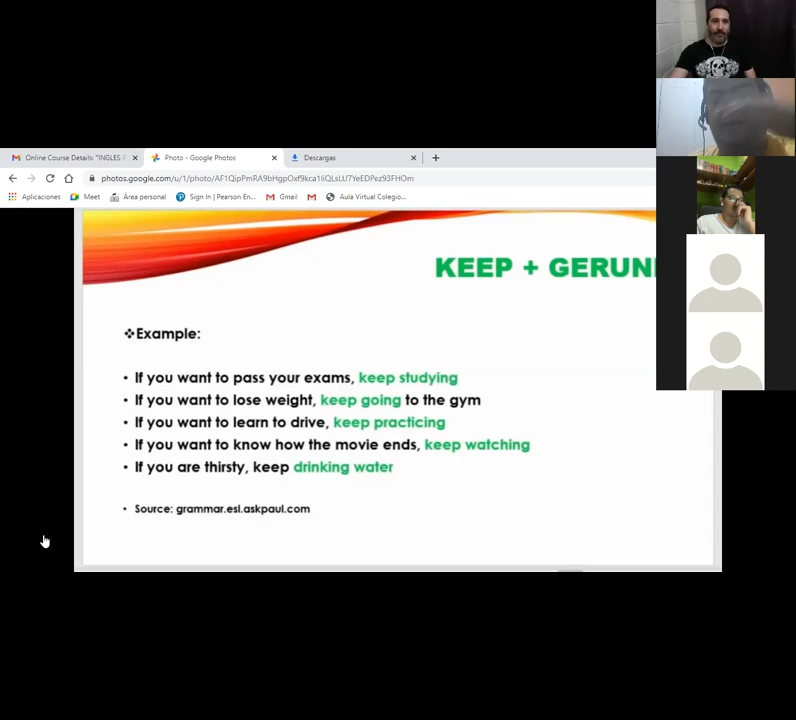 Online Course Details: "INGLES
Photo - Google Photos
Descargas
photos.google.com/u/1/photo/AF1QipPmRA9bHgpOxf9kca1liQLsLU7YeEDPez93FHOm
Aplicaciones
Meet
Área personal
Sign In | Pearson En...
Gmail
Aula Virtual Colegio...
KEEP + GERUN
❖Example:
• If you want to pass your exams, keep studying
• If you want to lose weight, keep going to the gym
• If you want to learn to drive, keep practicing
• If you want to know how the movie ends, keep watching
• If you are thirsty, keep drinking water
• Source: grammar.esl.askpaul.com